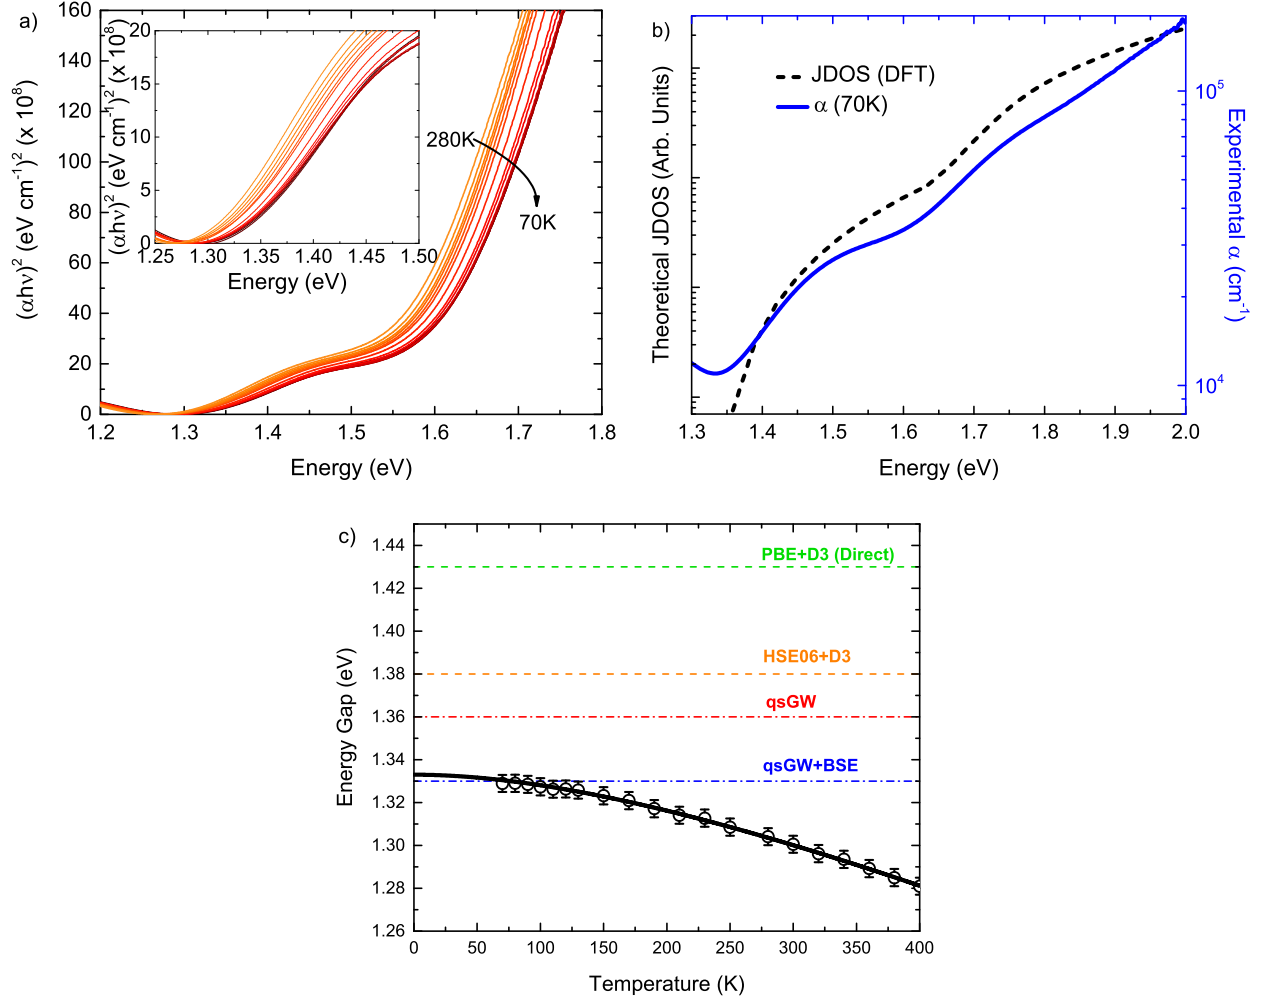 a)
(αhν)² (eV cm⁻¹)² (x 10⁸)
160
140
120
100
80
60
40
20
0
1.2 1.3 1.4 1.5 1.6 1.7 1.8
Energy (eV)
280K
70K
(αhν)² (eV cm⁻¹)² (x 10⁸)
20
15
10
5
0
1.25 1.30 1.35 1.40 1.45 1.50
Energy (eV)
b)
Theoretical JDOS (Arb. Units)
JDOS (DFT)
α (70K)
10⁵
10⁴
Experimental α (cm⁻¹)
1.3 1.4 1.5 1.6 1.7 1.8 1.9 2.0
Energy (eV)
c)
Energy Gap (eV)
1.44
1.42
1.40
1.38
1.36
1.34
1.32
1.30
1.28
1.26
PBE+D3 (Direct)
HSE06+D3
qsGW
qsGW+BSE
0 50 100 150 200 250 300 350 400
Temperature (K)